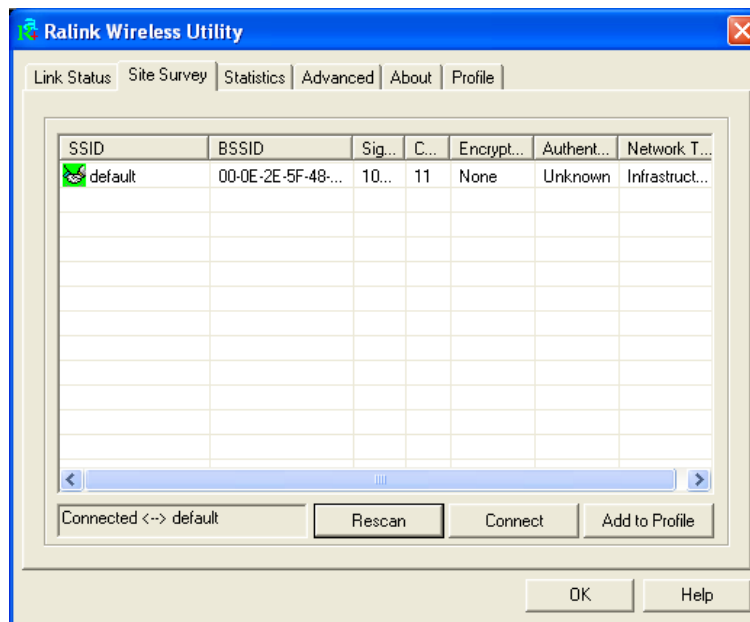 Ralink Wireless Utility
Link Status Site Survey Statistics Advanced About Profile
SSID BSSID Sig... C... Encrypt... Authent... Network T...
default 00-0E-2E-5F-48-... 10... 11 None Unknown Infrastruct...
Connected <--> default Rescan Connect Add to Profile
OK Help